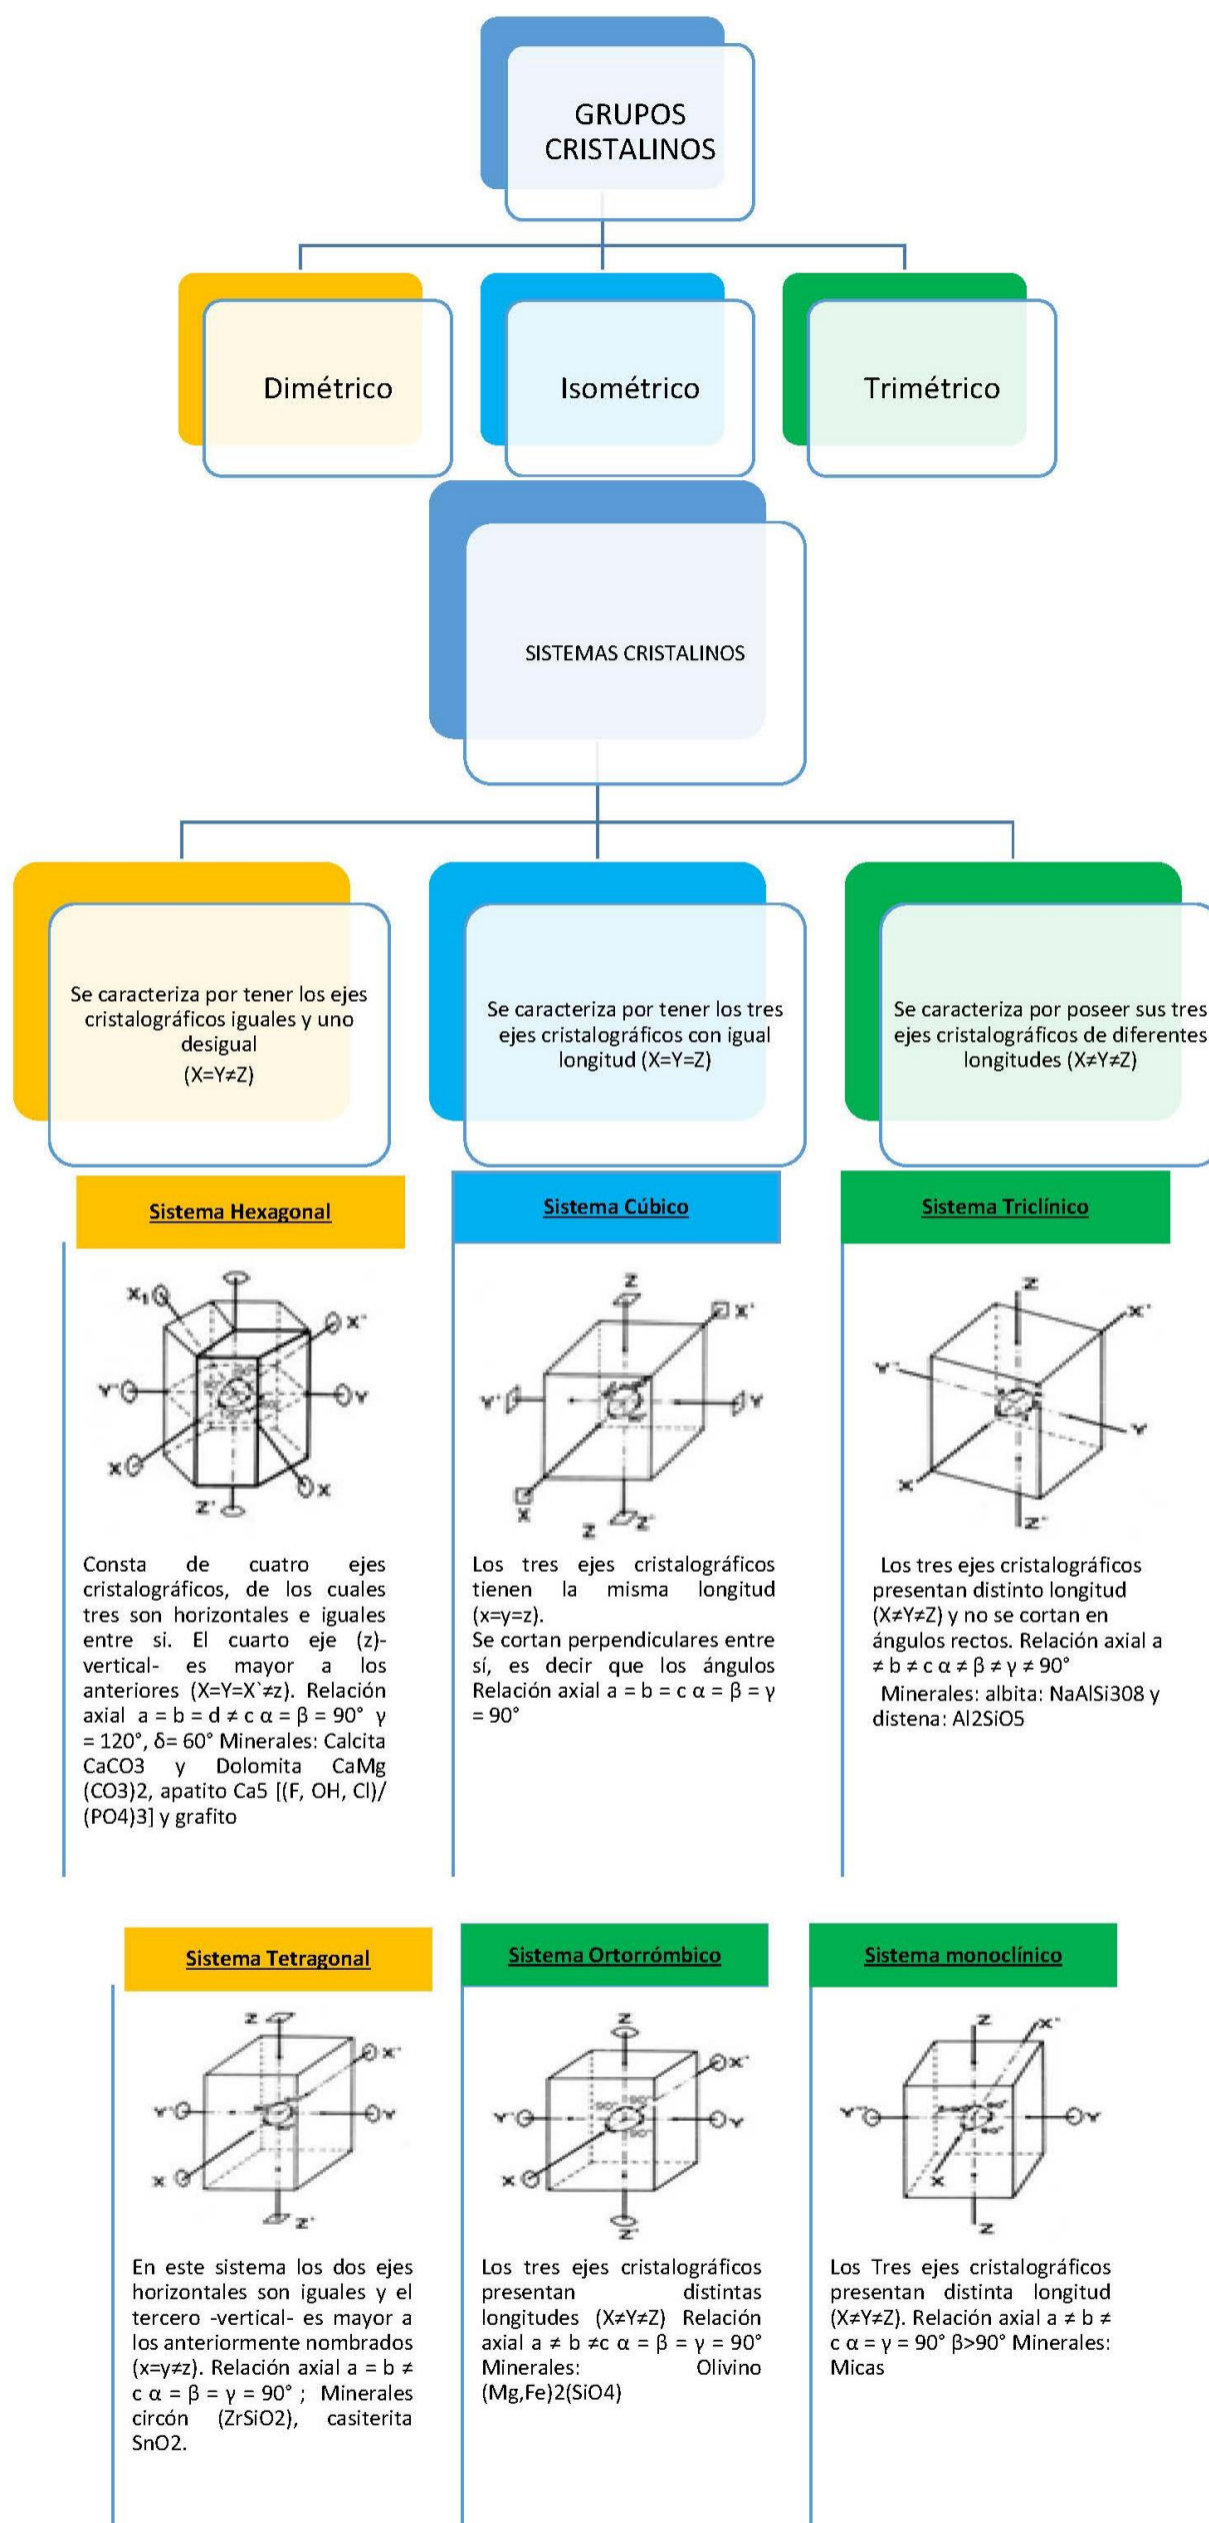 GRUPOS
CRISTALINOS
Dimétrico
Isométrico
Trimétrico
SISTEMAS CRISTALINOS
Se caracteriza por tener los ejes
cristalográficos iguales y uno
desigual
(X=Y≠Z)
Se caracteriza por tener los tres
ejes cristalográficos con igual
longitud (X=Y=Z)
Se caracteriza por poseer sus tres
ejes cristalográficos de diferentes
longitudes (X≠Y≠Z)
Sistema Hexagonal
X1
X'
Y'
Y
X
X
Z'
Consta de cuatro ejes
cristalográficos, de los cuales
tres son horizontales e iguales
entre si. El cuarto eje (z)-
vertical- es mayor a los
anteriores (X=Y=X`≠z). Relación
axial a = b = d ≠ c α = β = 90° γ
= 120°, δ= 60° Minerales: Calcita
CaCO3 y Dolomita CaMg
(CO3)2, apatito Ca5 [(F, OH, Cl)/
(PO4)3] y grafito
Sistema Cúbico
Z
X'
Y'
Y
X
Z
Z'
Los tres ejes cristalográficos
tienen la misma longitud
(x=y=z).
Se cortan perpendiculares entre
sí, es decir que los ángulos
Relación axial a = b = c α = β = γ
= 90°
Sistema Triclínico
Z
X'
Y'
Y
X
Z'
Los tres ejes cristalográficos
presentan distinto longitud
(X≠Y≠Z) y no se cortan en
ángulos rectos. Relación axial a
≠ b ≠ c α ≠ β ≠ γ ≠ 90°
Minerales: albita: NaAlSi308 y
distena: Al2SiO5
Sistema Tetragonal
Z
X'
Y'
Y
X
Z'
En este sistema los dos ejes
horizontales son iguales y el
tercero -vertical- es mayor a
los anteriormente nombrados
(x=y≠z). Relación axial a = b ≠
c α = β = γ = 90° ; Minerales
circón (ZrSiO2), casiterita
SnO2.
Sistema Ortorrómbico
Z
X'
90° 90°
Y'
Y
90°
X
Z'
Los tres ejes cristalográficos
presentan distintas
longitudes (X≠Y≠Z) Relación
axial a ≠ b ≠c α = β = γ = 90°
Minerales: Olivino
(Mg,Fe)2(SiO4)
Sistema monoclínico
Z
X'
Y'
Y
X
Z
Los Tres ejes cristalográficos
presentan distinta longitud
(X≠Y≠Z). Relación axial a ≠ b ≠
c α = γ = 90° β>90° Minerales:
Micas